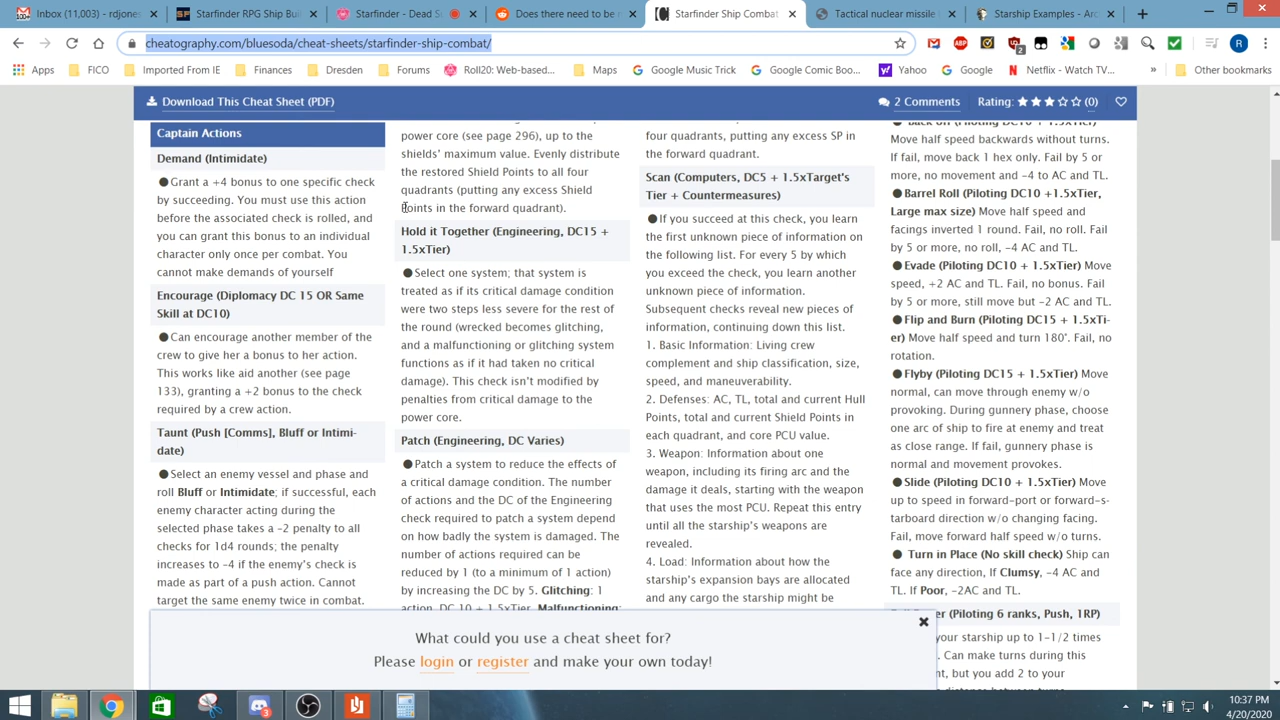 Inbox (11,003) - rdjones
Starfinder RPG Ship Bui
Starfinder - Dead S
Does there need to be
Starfinder Ship Combat
Tactical nuclear missile
Starship Examples – Arc
cheatography.com/bluesoda/cheat-sheets/starfinder-ship-combat/
Apps
FICO
Imported From IE
Finances
Dresden
Forums
Roll20: Web-based...
Maps
Google Music Trick
Google Comic Boo...
Yahoo
Google
Netflix - Watch TV...
»
Other bookmarks
Download This Cheat Sheet (PDF)
2 Comments
Rating:
(0)
Captain Actions
Demand (Intimidate)
Grant a +4 bonus to one specific check
by succeeding. You must use this action
before the associated check is rolled, and
you can grant this bonus to an individual
character only once per combat. You
cannot make demands of yourself
Encourage (Diplomacy DC 15 OR Same
Skill at DC10)
Can encourage another member of the
crew to give her a bonus to her action.
This works like aid another (see page
133), granting a +2 bonus to the check
required by a crew action.
Taunt (Push [Comms], Bluff or Intimi-
date)
Select an enemy vessel and phase and
roll Bluff or Intimidate; if successful, each
enemy character acting during the
selected phase takes a -2 penalty to all
checks for 1d4 rounds; the penalty
increases to -4 if the enemy's check is
made as part of a push action. Cannot
target the same enemy twice in combat.
power core (see page 296), up to the
shields' maximum value. Evenly distribute
the restored Shield Points to all four
quadrants (putting any excess Shield
Points in the forward quadrant).
Hold it Together (Engineering, DC15 +
1.5xTier)
Select one system; that system is
treated as if its critical damage condition
were two steps less severe for the rest of
the round (wrecked becomes glitching,
and a malfunctioning or glitching system
functions as if it had taken no critical
damage). This check isn't modified by
penalties from critical damage to the
power core.
Patch (Engineering, DC Varies)
Patch a system to reduce the effects of
a critical damage condition. The number
of actions and the DC of the Engineering
check required to patch a system depend
on how badly the system is damaged. The
number of actions required can be
reduced by 1 (to a minimum of 1 action)
by increasing the DC by 5. Glitching: 1
action, DC 10 + 1.5xTier. Malfunctioning:
four quadrants, putting any excess SP in
the forward quadrant.
Scan (Computers, DC5 + 1.5xTarget's
Tier + Countermeasures)
If you succeed at this check, you learn
the first unknown piece of information on
the following list. For every 5 by which
you exceed the check, you learn another
unknown piece of information.
Subsequent checks reveal new pieces of
information, continuing down this list.
1. Basic Information: Living crew
complement and ship classification, size,
speed, and maneuverability.
2. Defenses: AC, TL, total and current Hull
Points, total and current Shield Points in
each quadrant, and core PCU value.
3. Weapon: Information about one
weapon, including its firing arc and the
damage it deals, starting with the weapon
that uses the most PCU. Repeat this entry
until all the starship's weapons are
revealed.
4. Load: Information about how the
starship's expansion bays are allocated
and any cargo the starship might be
Back off (Piloting DC10 + 1.5xTier)
Move half speed backwards without turns.
If fail, move back 1 hex only. Fail by 5 or
more, no movement and -4 to AC and TL.
Barrel Roll (Piloting DC10 +1.5xTier,
Large max size) Move half speed and
facings inverted 1 round. Fail, no roll. Fail
by 5 or more, no roll, -4 AC and TL.
Evade (Piloting DC10 + 1.5xTier) Move
speed, +2 AC and TL. Fail, no bonus. Fail
by 5 or more, still move but -2 AC and TL.
Flip and Burn (Piloting DC15 + 1.5xTi-
er) Move half speed and turn 180°. Fail, no
rotation.
Flyby (Piloting DC15 + 1.5xTier) Move
normal, can move through enemy w/o
provoking. During gunnery phase, choose
one arc of ship to fire at enemy and treat
as close range. If fail, gunnery phase is
normal and movement provokes.
Slide (Piloting DC10 + 1.5xTier) Move
up to speed in forward-port or forward-s-
tarboard direction w/o changing facing.
Fail, move forward half speed w/o turns.
Turn in Place (No skill check) Ship can
face any direction, If Clumsy, -4 AC and
TL. If Poor, -2AC and TL.
er (Piloting 6 ranks, Push, 1RP)
your starship up to 1-1/2 times
Can make turns during this
but you add 2 to your
What could you use a cheat sheet for?
Please login or register and make your own today!
10:37 PM
4/20/2020